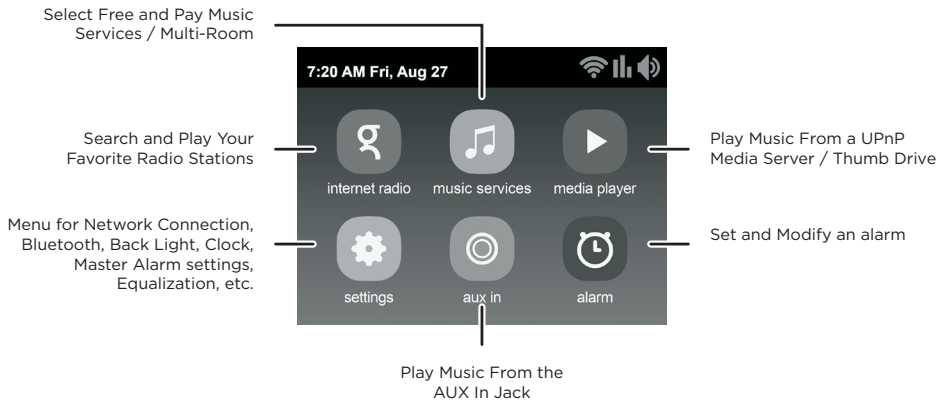 Select Free and Pay Music
Services / Multi-Room
7:20 AM Fri, Aug 27
Search and Play Your
Favorite Radio Stations
internet radio
music services
media player
Play Music From a UPnP
Media Server / Thumb Drive
Menu for Network Connection,
Bluetooth, Back Light, Clock,
Master Alarm settings,
Equalization, etc.
settings
aux in
alarm
Set and Modify an alarm
Play Music From the
AUX In Jack